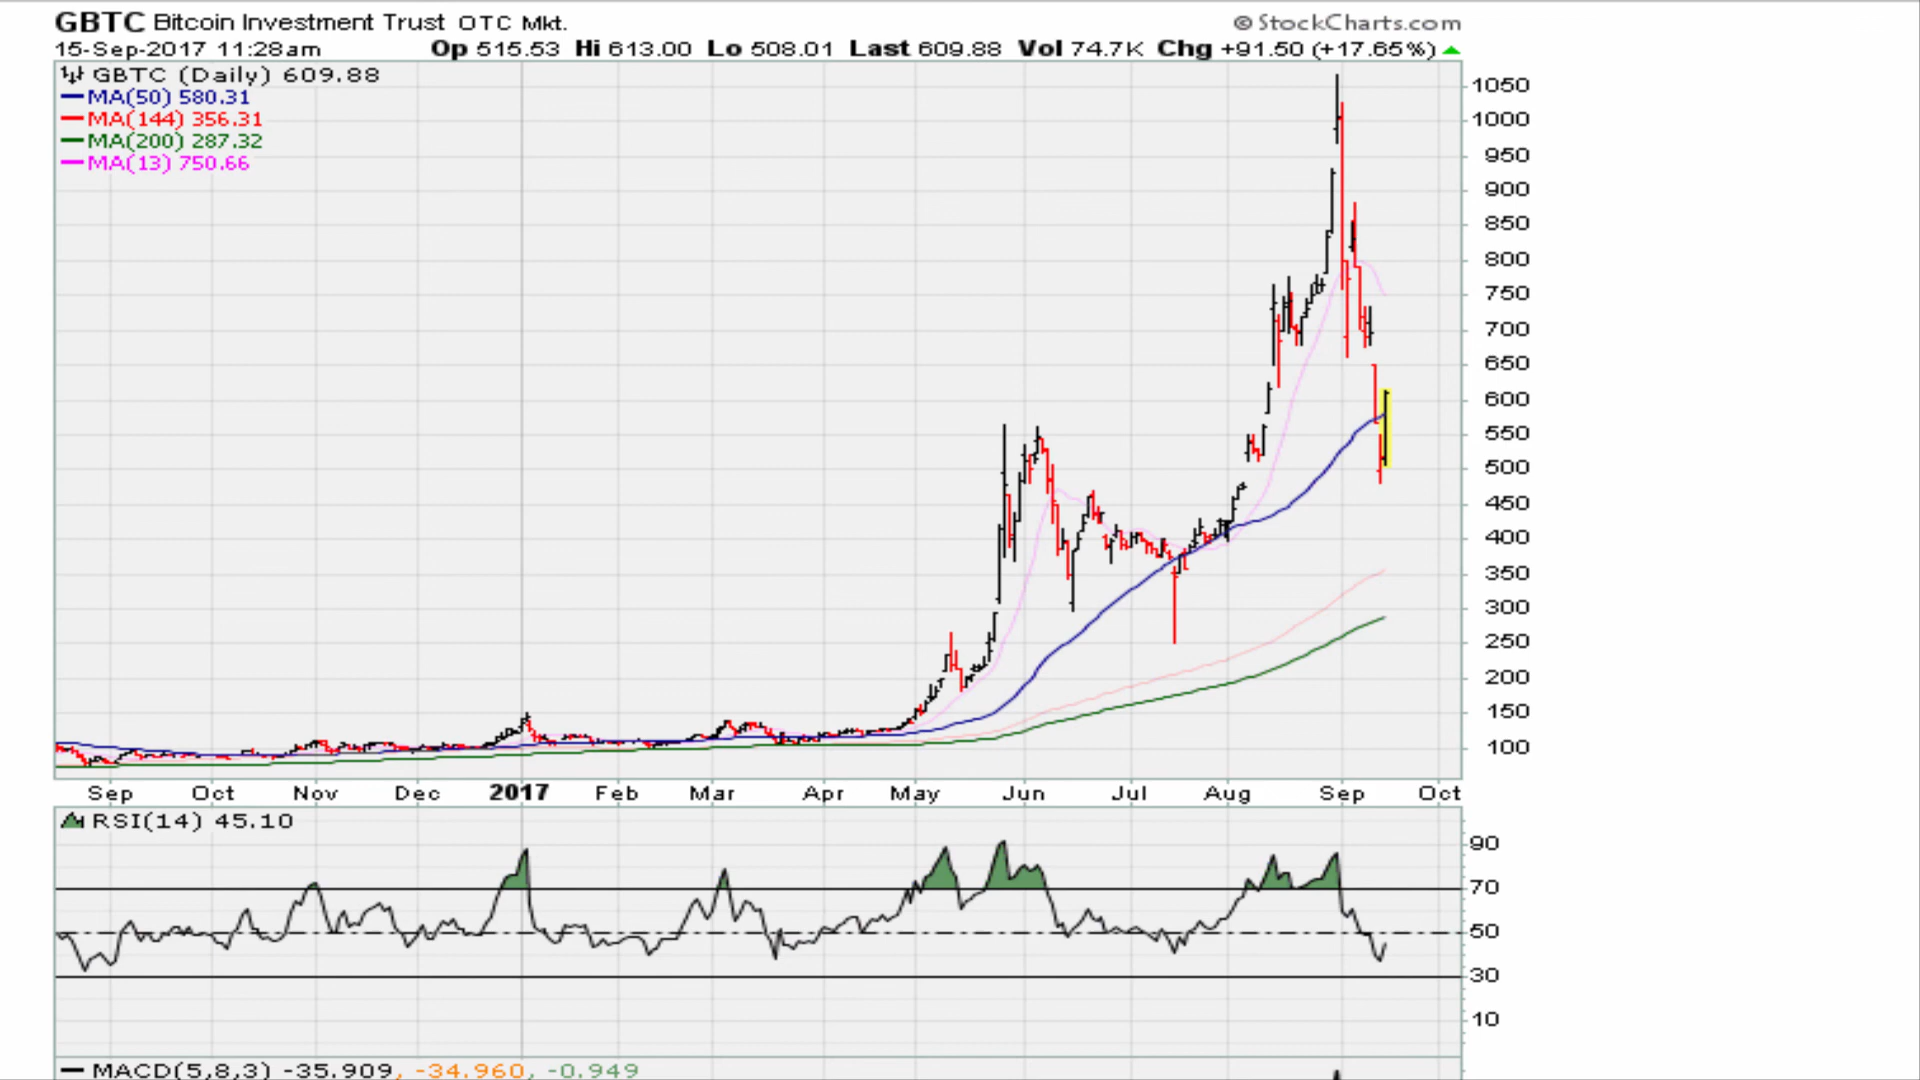 GBTC Bitcoin Investment Trust OTC Mkt. © StockCharts.com
15-Sep-2017 11:28am Op 515.53 Hi 613.00 Lo 508.01 Last 609.88 Vol 74.7K Chg +91.50 (+17.65%)
GBTC (Daily) 609.88
MA(50) 580.31
MA(144) 356.31
MA(200) 287.32
MA(13) 750.66
1050
1000
950
900
850
800
750
700
650
600
550
500
450
400
350
300
250
200
150
100
Sep Oct Nov Dec 2017 Feb Mar Apr May Jun Jul Aug Sep Oct
RSI(14) 45.10
90
70
50
30
10
MACD(5,8,3) -35.909, -34.960, -0.949